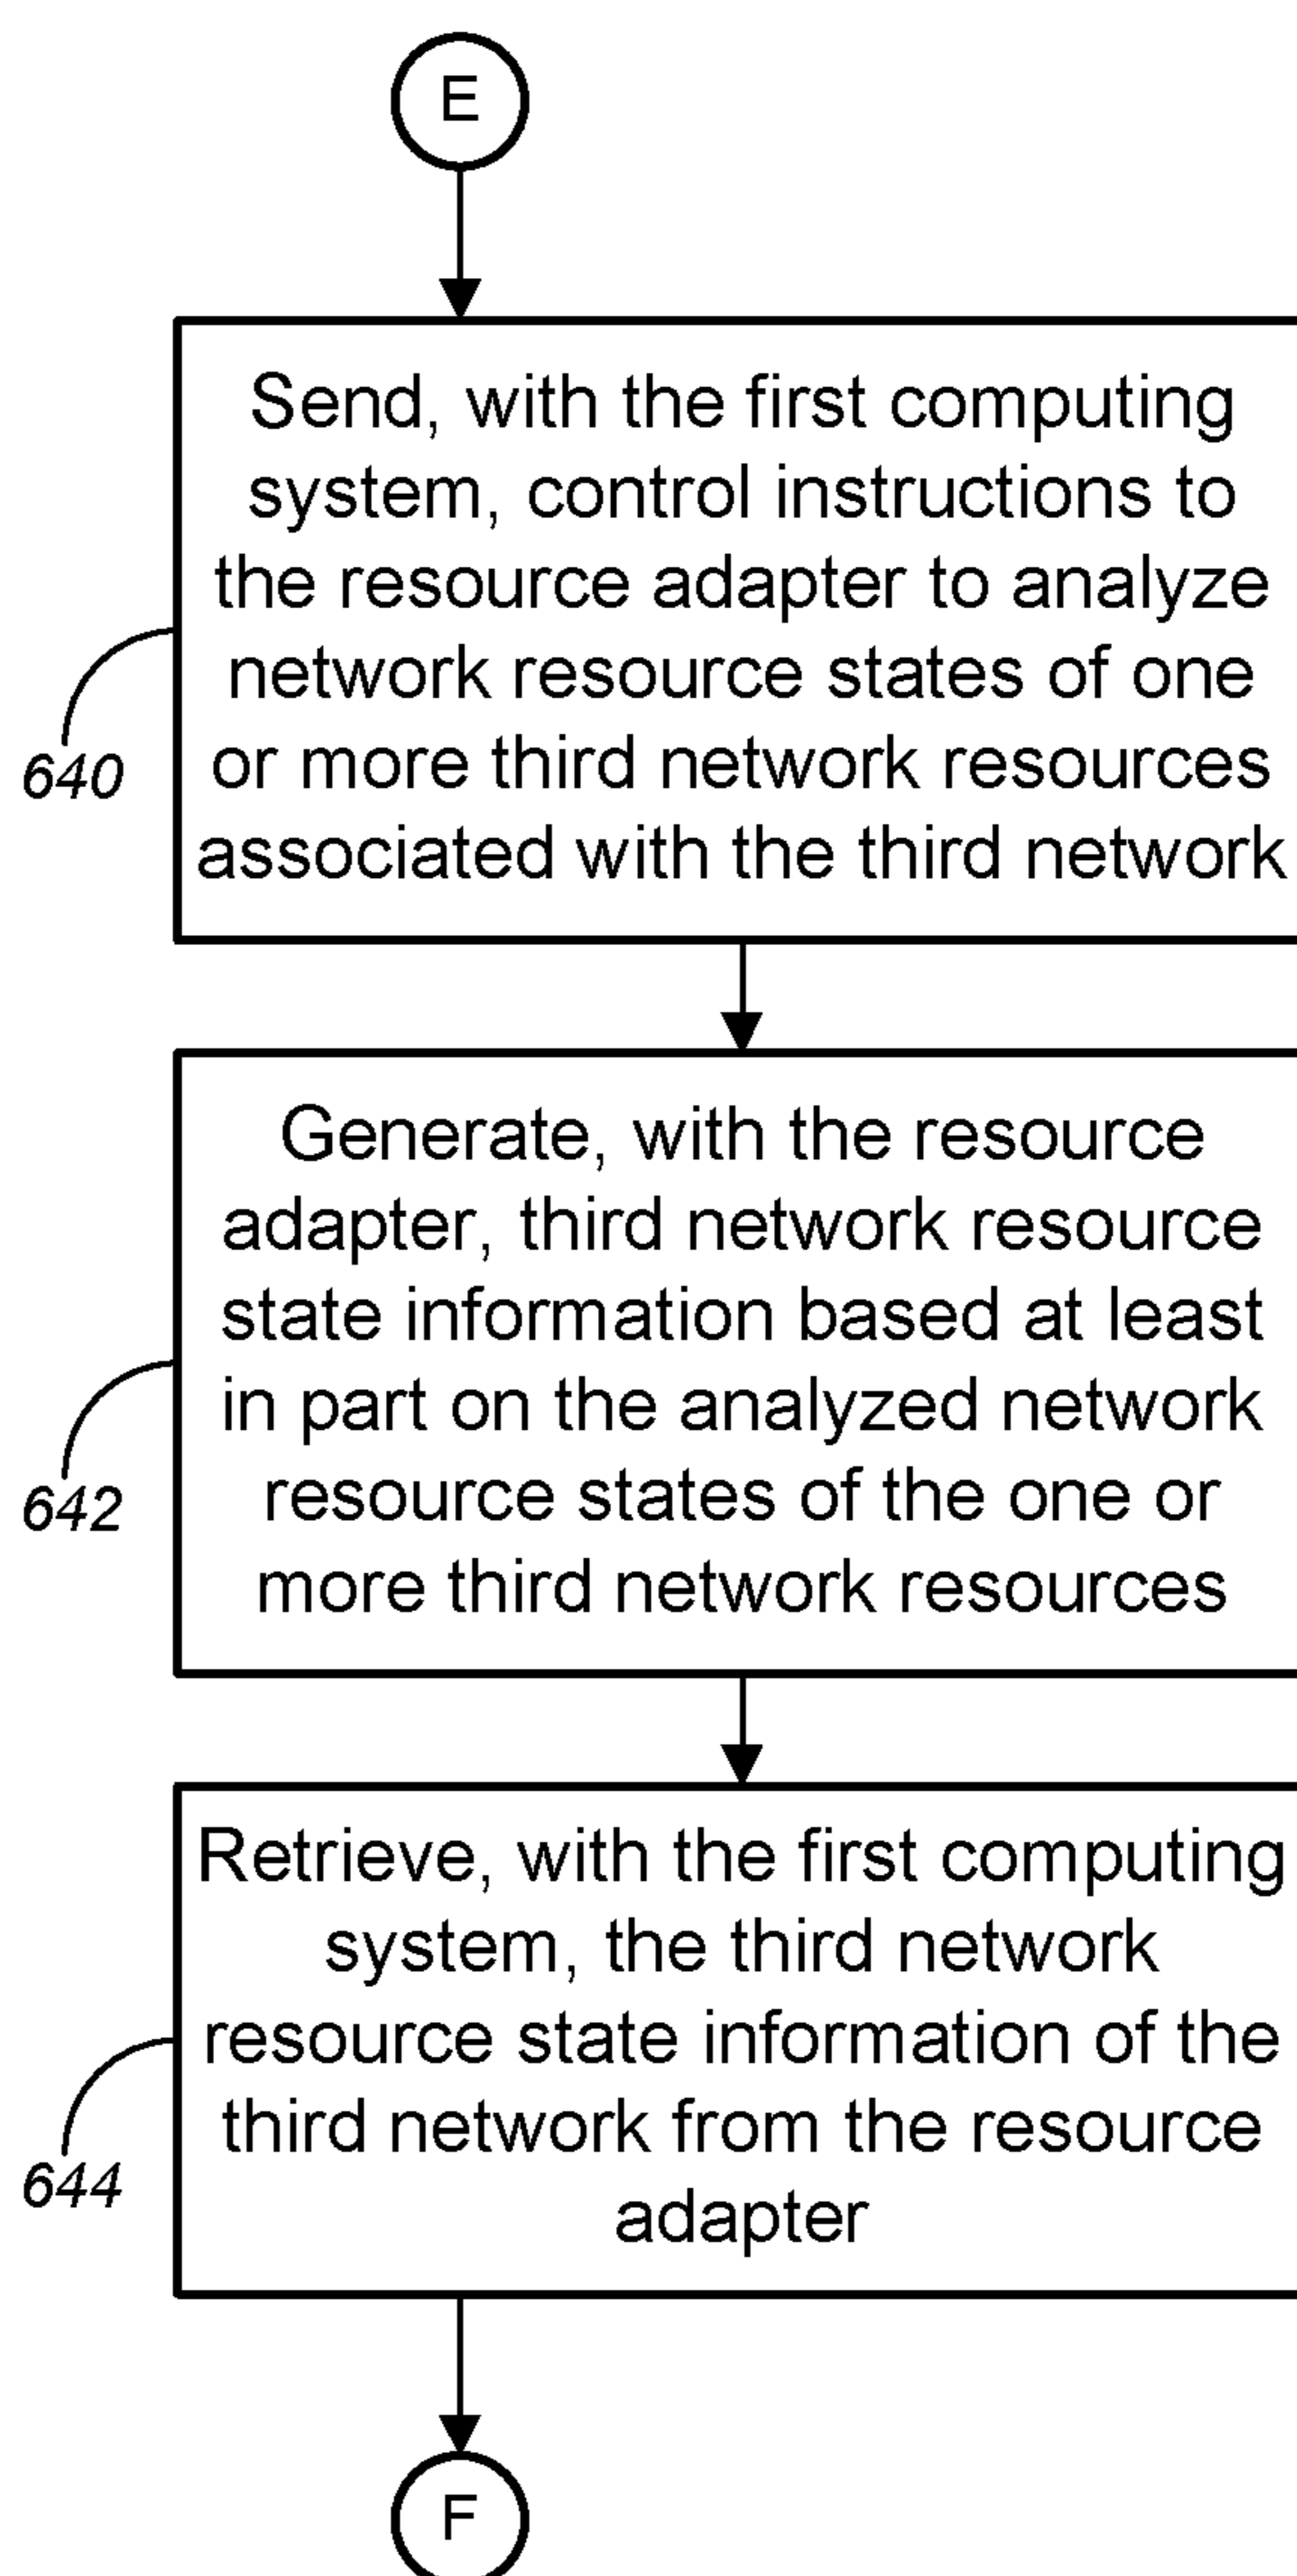 E
Send, with the first computing
system, control instructions to
the resource adapter to analyze
network resource states of one
or more third network resources
associated with the third network
640
Generate, with the resource
adapter, third network resource
state information based at least
in part on the analyzed network
resource states of the one or
more third network resources
642
Retrieve, with the first computing
system, the third network
resource state information of the
third network from the resource
adapter
644
F